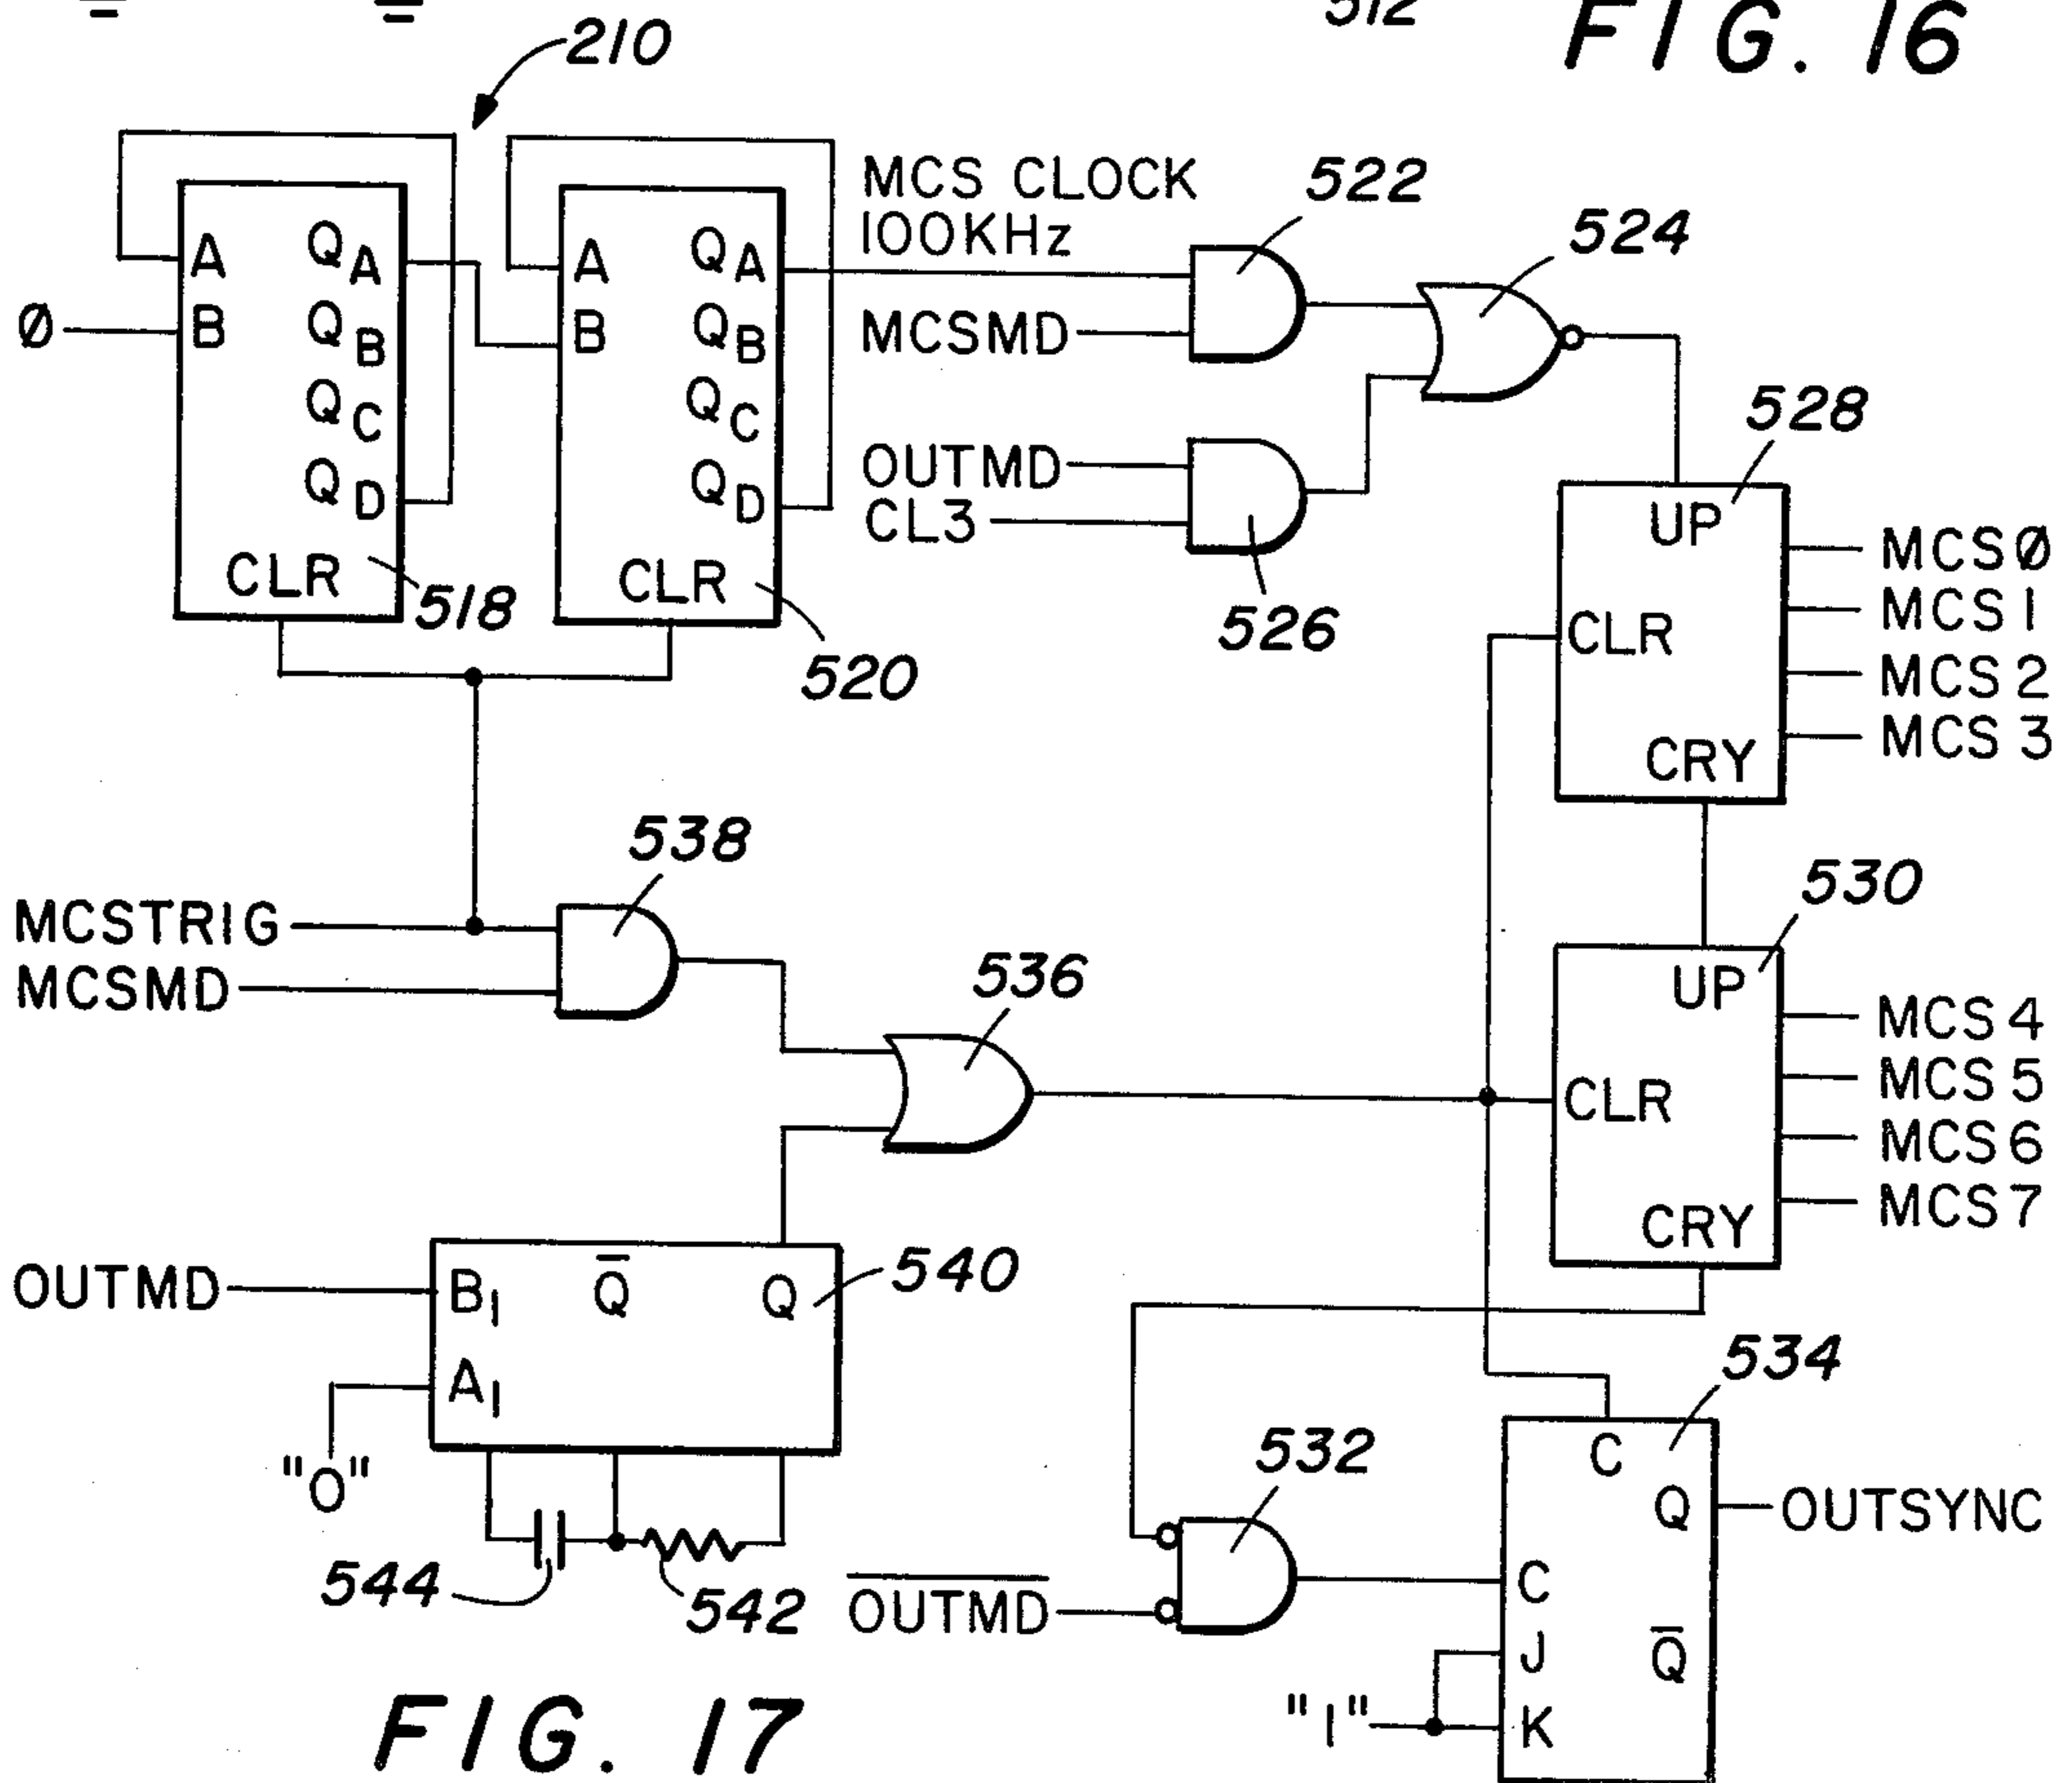 512
FIG. 16
210
MCS CLOCK
100KHz
522
524
A
QA
B
QB
QC
QD
CLR
518
Ø
A
QA
B
QB
QC
QD
CLR
520
MCSMD
OUTMD
CL3
526
528
UP
CLR
CRY
MCSØ
MCS1
MCS2
MCS3
538
MCSTRIG
MCSMD
536
530
UP
CLR
CRY
MCS4
MCS5
MCS6
MCS7
OUTMD
B1
Q̅
Q
540
A1
"0"
544
542
532
O̅U̅T̅M̅D̅
534
C
Q
OUTSYNC
C
J
Q̅
"1"
K
FIG. 17